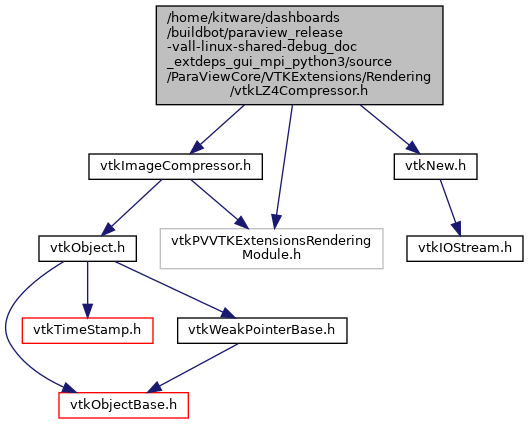 /home/kitware/dashboards
/buildbot/paraview_release
-vall-linux-shared-debug_doc
_extdeps_gui_mpi_python3/source
/ParaViewCore/VTKExtensions/Rendering
/vtkLZ4Compressor.h
vtkImageCompressor.h
vtkNew.h
vtkObject.h
vtkPVVTKExtensionsRendering
Module.h
vtkIOStream.h
vtkTimeStamp.h
vtkWeakPointerBase.h
vtkObjectBase.h